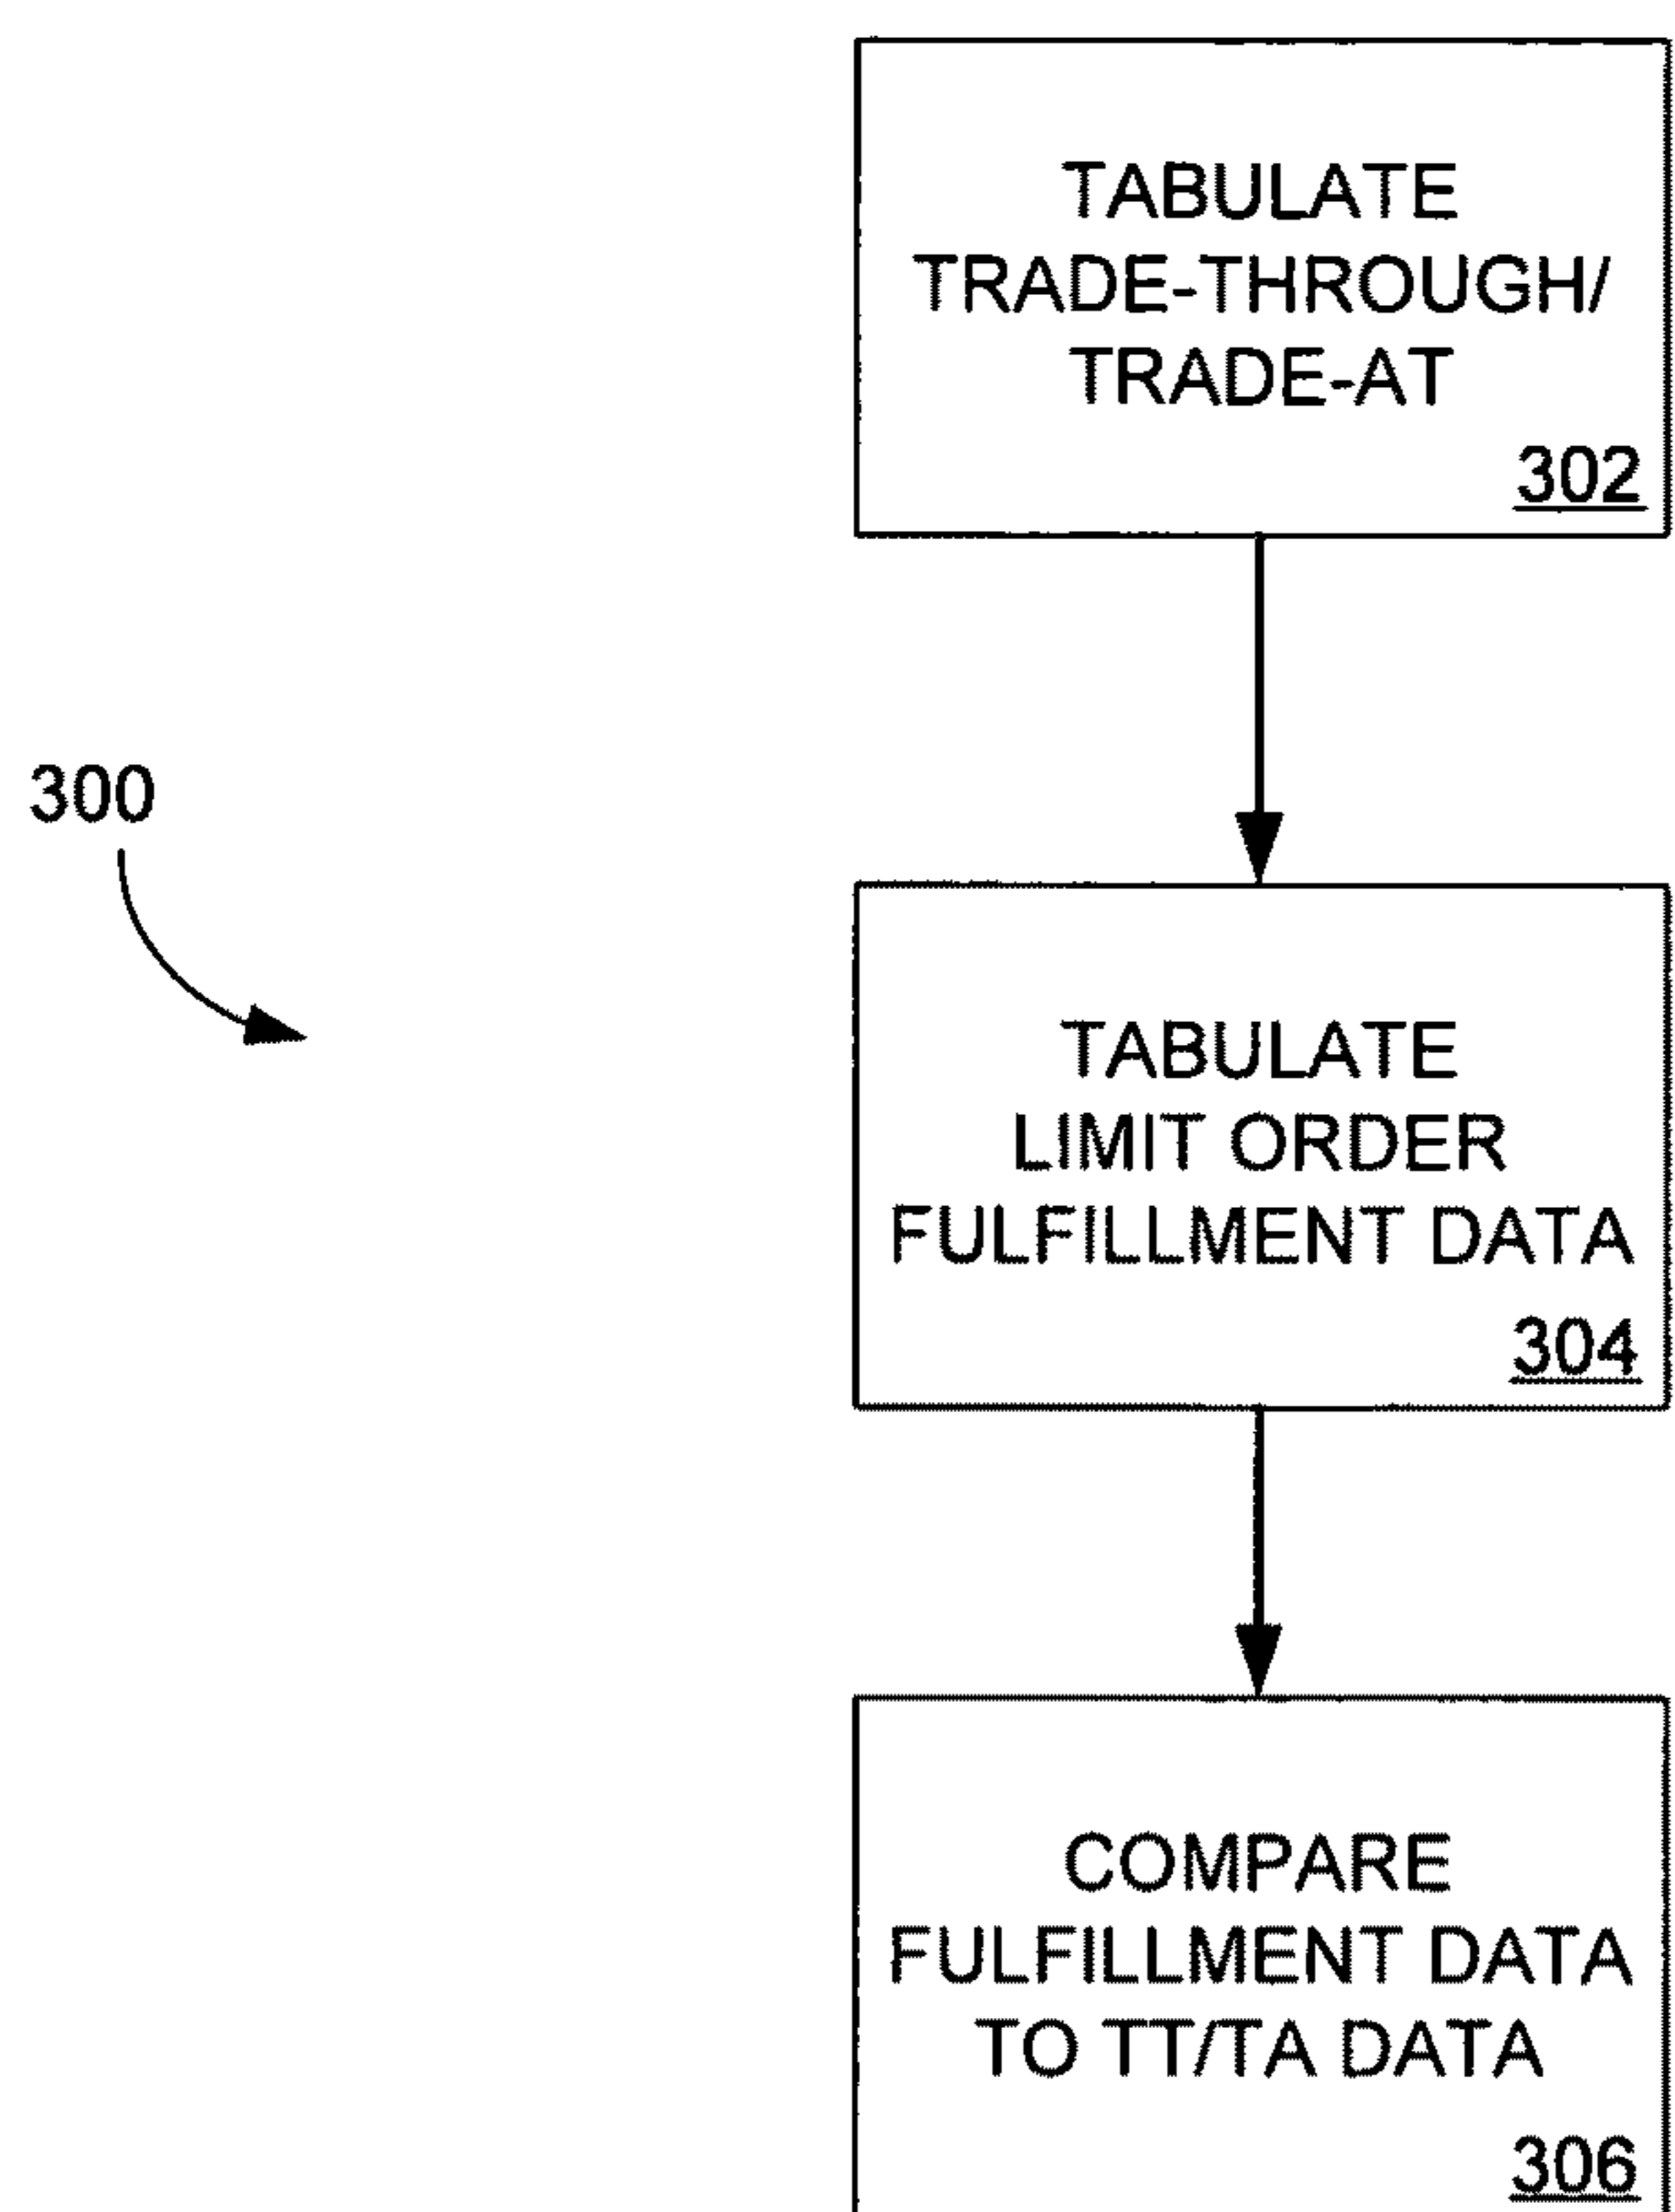 TABULATE
TRADE-THROUGH/
TRADE-AT
302
300
TABULATE
LIMIT ORDER
FULFILLMENT DATA
304
COMPARE
FULFILLMENT DATA
TO TT/TA DATA
306